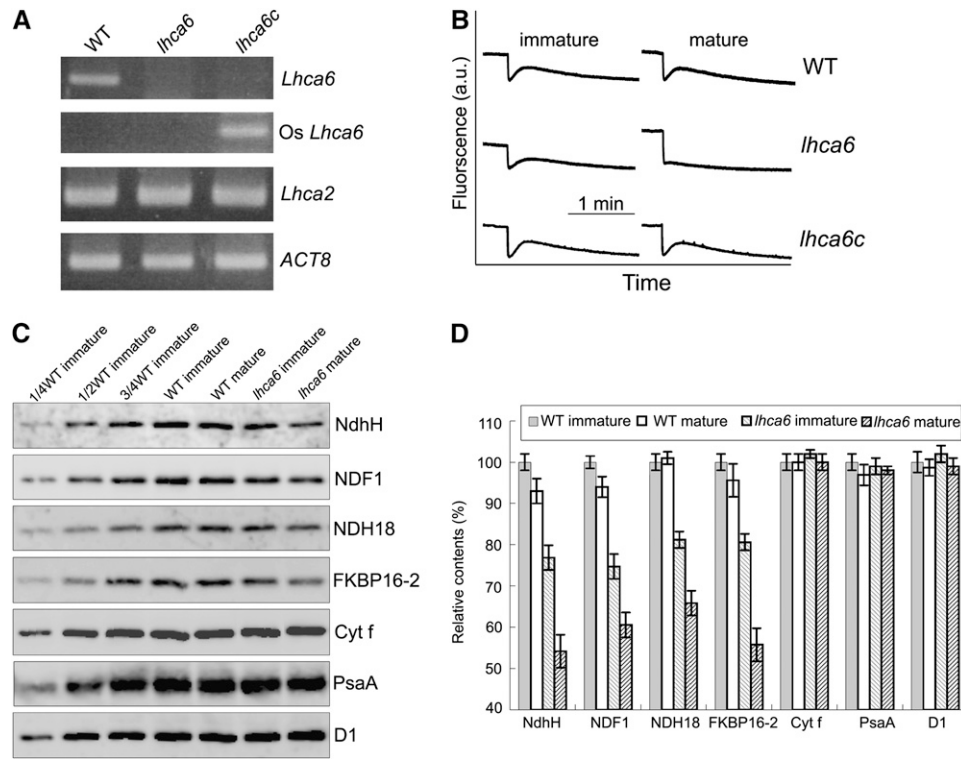 A
WT
lhca6
lhca6c
Lhca6
Os Lhca6
Lhca2
ACT8
B
immature
mature
WT
lhca6
lhca6c
1 min
Fluorescence (a.u.)
Time
C
1/4WT immature
1/2WT immature
3/4WT immature
WT immature
WT mature
lhca6 immature
lhca6 mature
NdhH
NDF1
NDH18
FKBP16-2
Cyt f
PsaA
D1
D
WT immature
WT mature
lhca6 immature
lhca6 mature
Relative contents (%)
110
100
90
80
70
60
50
40
NdhH
NDF1
NDH18
FKBP16-2
Cyt f
PsaA
D1